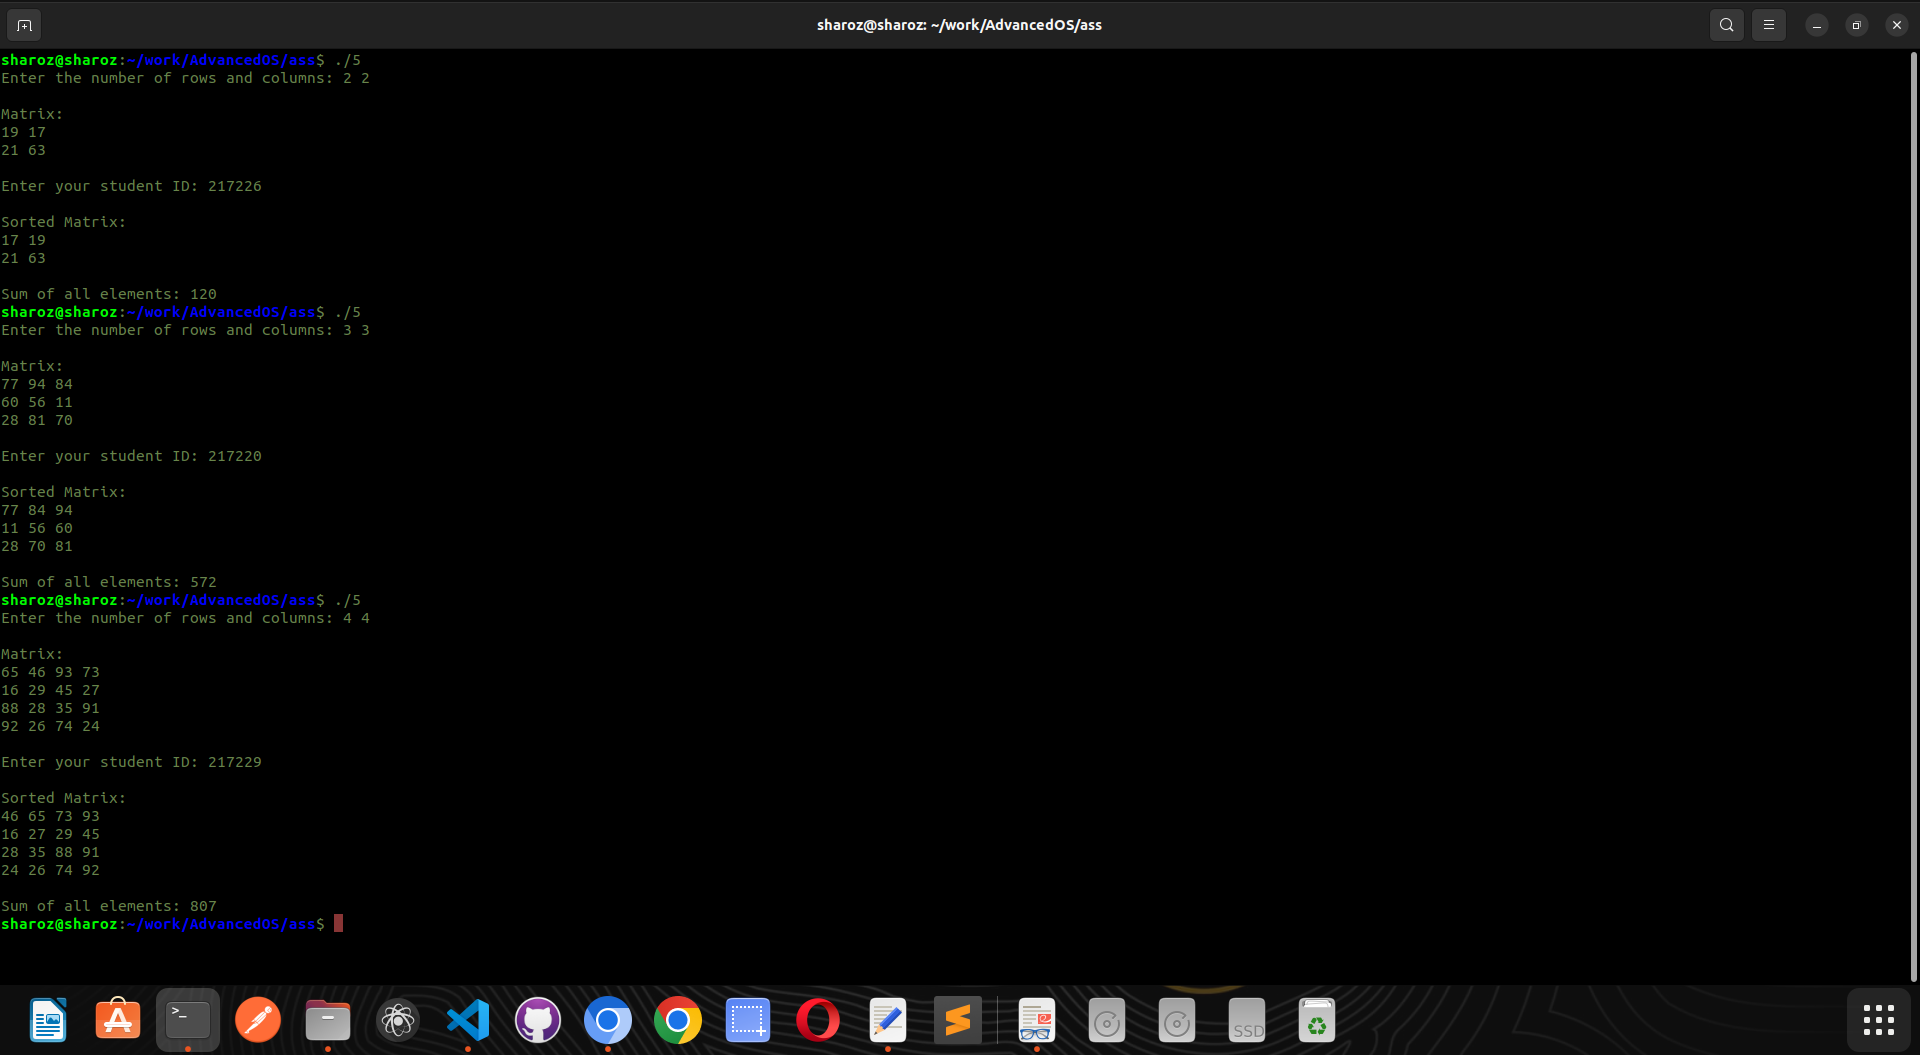 sharoz@sharoz: ~/work/AdvancedOS/ass
sharoz@sharoz:~/work/AdvancedOS/ass$ ./5
Enter the number of rows and columns: 2 2
Matrix:
19 17
21 63
Enter your student ID: 217226
Sorted Matrix:
17 19
21 63
Sum of all elements: 120
sharoz@sharoz:~/work/AdvancedOS/ass$ ./5
Enter the number of rows and columns: 3 3
Matrix:
77 94 84
60 56 11
28 81 70
Enter your student ID: 217220
Sorted Matrix:
77 84 94
11 56 60
28 70 81
Sum of all elements: 572
sharoz@sharoz:~/work/AdvancedOS/ass$ ./5
Enter the number of rows and columns: 4 4
Matrix:
65 46 93 73
16 29 45 27
88 28 35 91
92 26 74 24
Enter your student ID: 217229
Sorted Matrix:
46 65 73 93
16 27 29 45
28 35 88 91
24 26 74 92
Sum of all elements: 807
sharoz@sharoz:~/work/AdvancedOS/ass$
>_
SSD